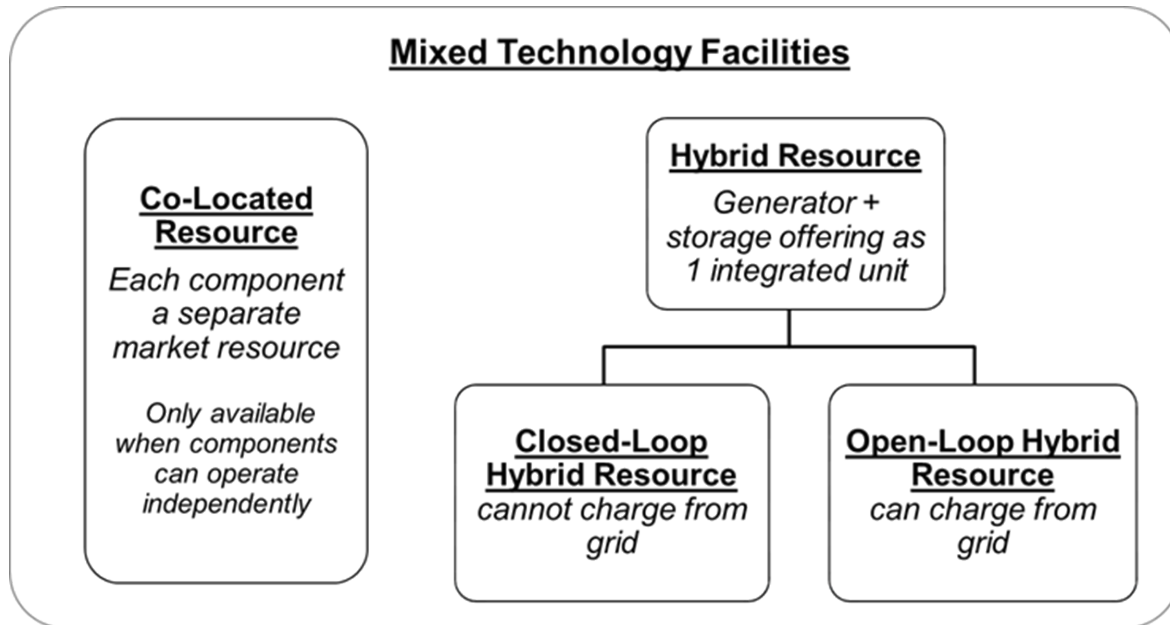 Mixed Technology Facilities
Co-Located
Resource
Each component
a separate
market resource
Only available
when components
can operate
independently
Hybrid Resource
Generator +
storage offering as
1 integrated unit
Closed-Loop
Hybrid Resource
cannot charge from
grid
Open-Loop Hybrid
Resource
can charge from
grid